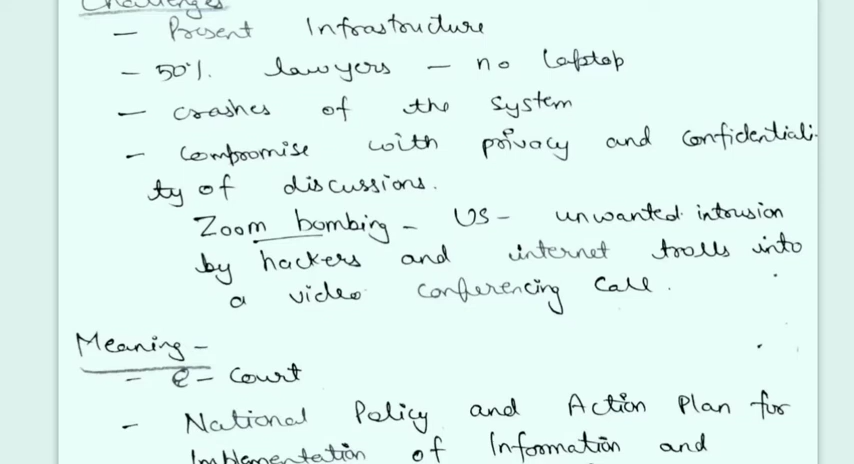 Challenges
— Present Infrastructure
— 50% lawyers — no laptop
— crashes of the system
— Compromise with privacy and confidentiali-
ty of discussions.
Zoom bombing — US — unwanted intrusion
by hackers and internet trolls into
a video conferencing call.
Meaning —
— e-court
— National Policy and Action Plan for
Implementation of Information and